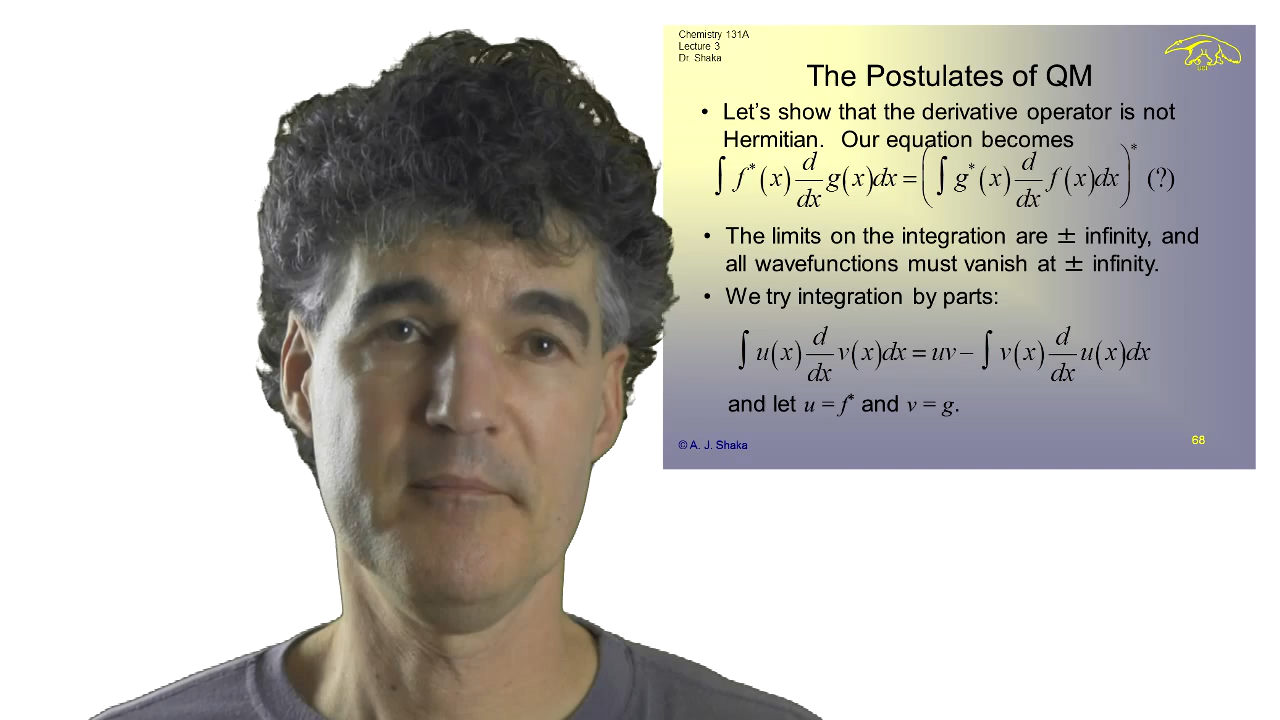 Chemistry 131A
Lecture 3
Dr. Shaka
UCI
The Postulates of QM
• Let's show that the derivative operator is not
Hermitian. Our equation becomes
∫ f*(x) d/dx g(x)dx = (∫ g*(x) d/dx f(x)dx)* (?)
• The limits on the integration are ± infinity, and
all wavefunctions must vanish at ± infinity.
• We try integration by parts:
∫ u(x) d/dx v(x)dx = uv − ∫ v(x) d/dx u(x)dx
and let u = f* and v = g.
© A. J. Shaka
68